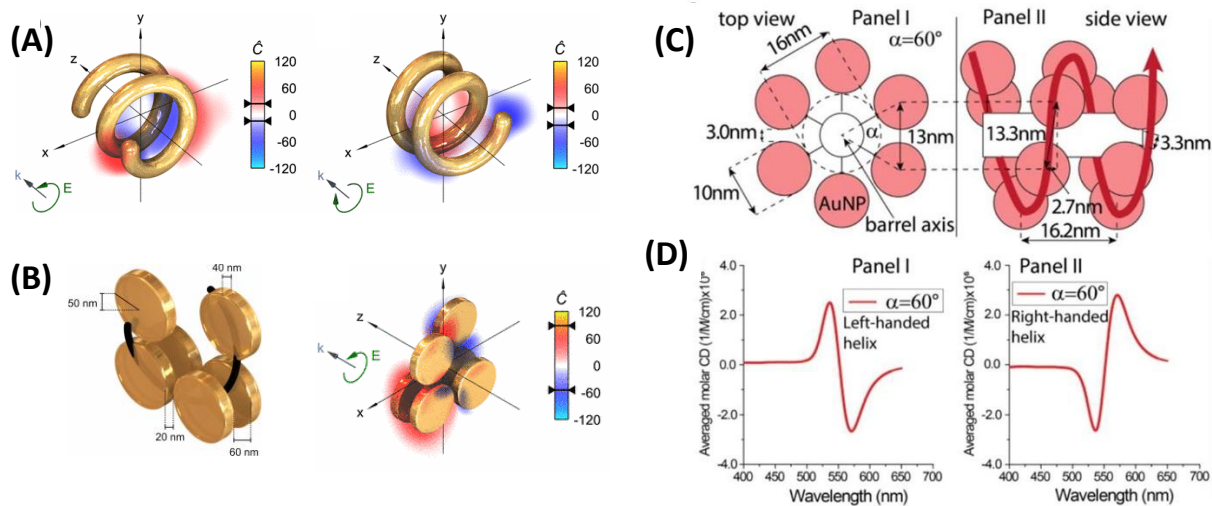 (A)
y
z
x
k
E
Ĉ
120
60
0
-60
-120
y
z
x
k
E
Ĉ
120
60
0
-60
-120
(B)
40 nm
50 nm
20 nm
60 nm
y
z
x
k
E
Ĉ
120
60
0
-60
-120
(C)
top view
Panel I
Panel II
side view
16nm
α=60°
α
3.0nm
13nm
10nm
AuNP
barrel axis
13.3nm
3.3nm
2.7nm
16.2nm
(D)
Panel I
α=60°
Left-handed
helix
4.0
2.0
0.0
-2.0
-4.0
400 450 500 550 600 650 700
Wavelength (nm)
Averaged molar CD (1/M/cm)
Panel II
α=60°
Right-handed
helix
4.0
2.0
0.0
-2.0
-4.0
400 450 500 550 600 650 700
Wavelength (nm)
Averaged molar CD (1/M/cm)